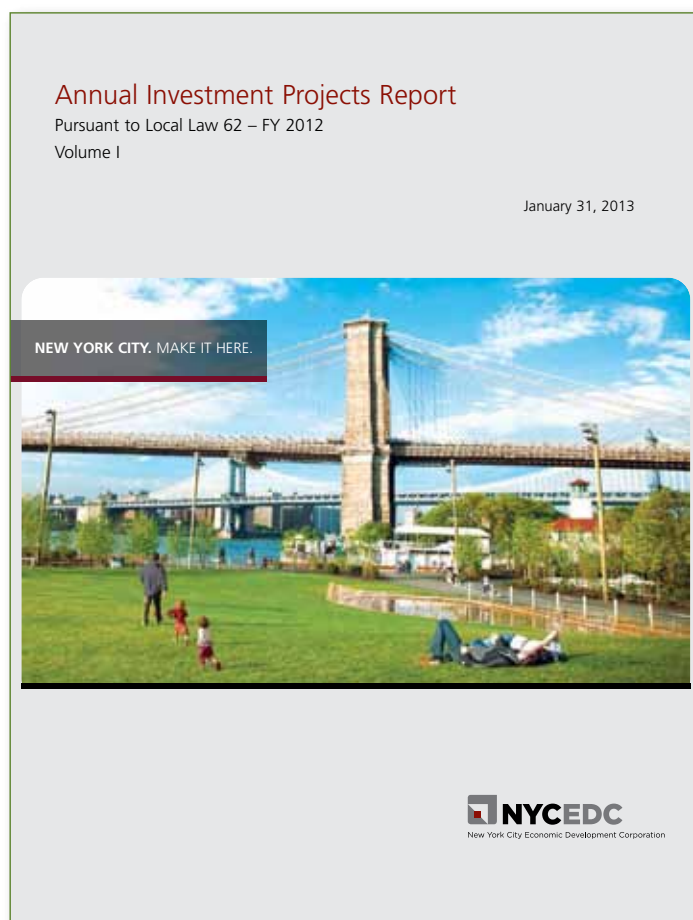 Annual Investment Projects Report
Pursuant to Local Law 62 – FY 2012
Volume I
January 31, 2013
NEW YORK CITY. MAKE IT HERE.
NYCEDC
New York City Economic Development Corporation